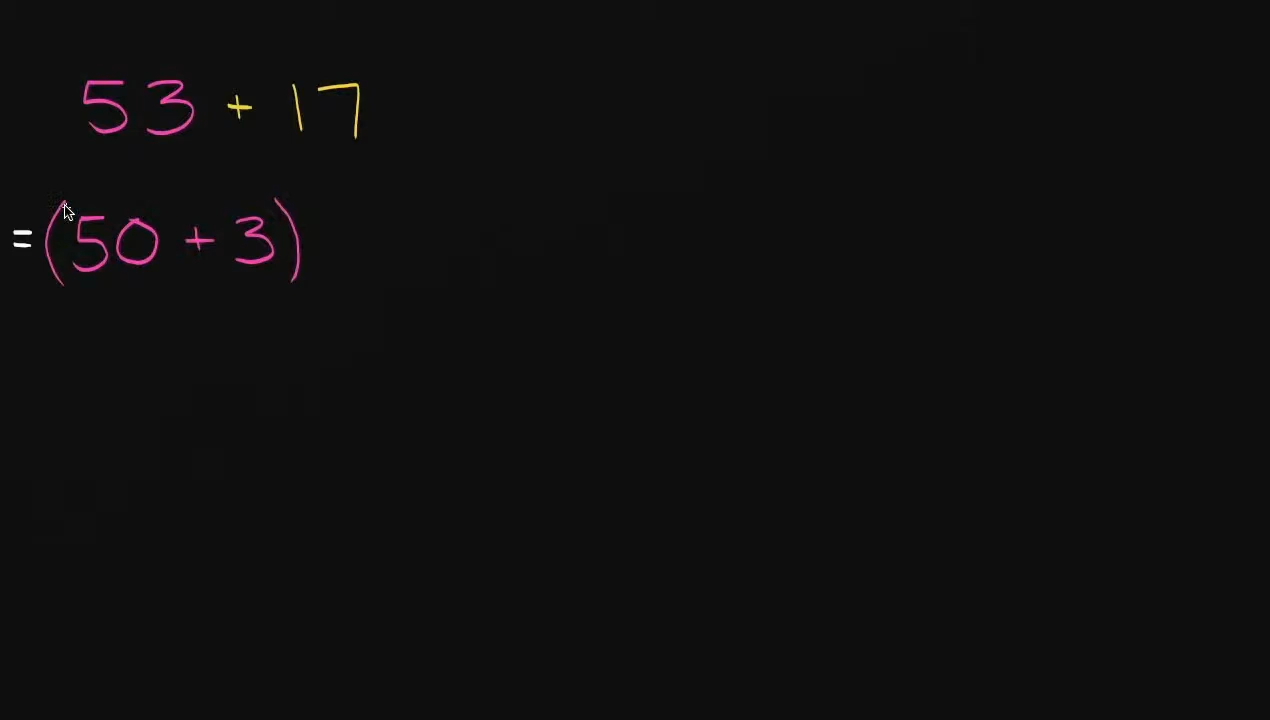 53 + 17
= (50 + 3)